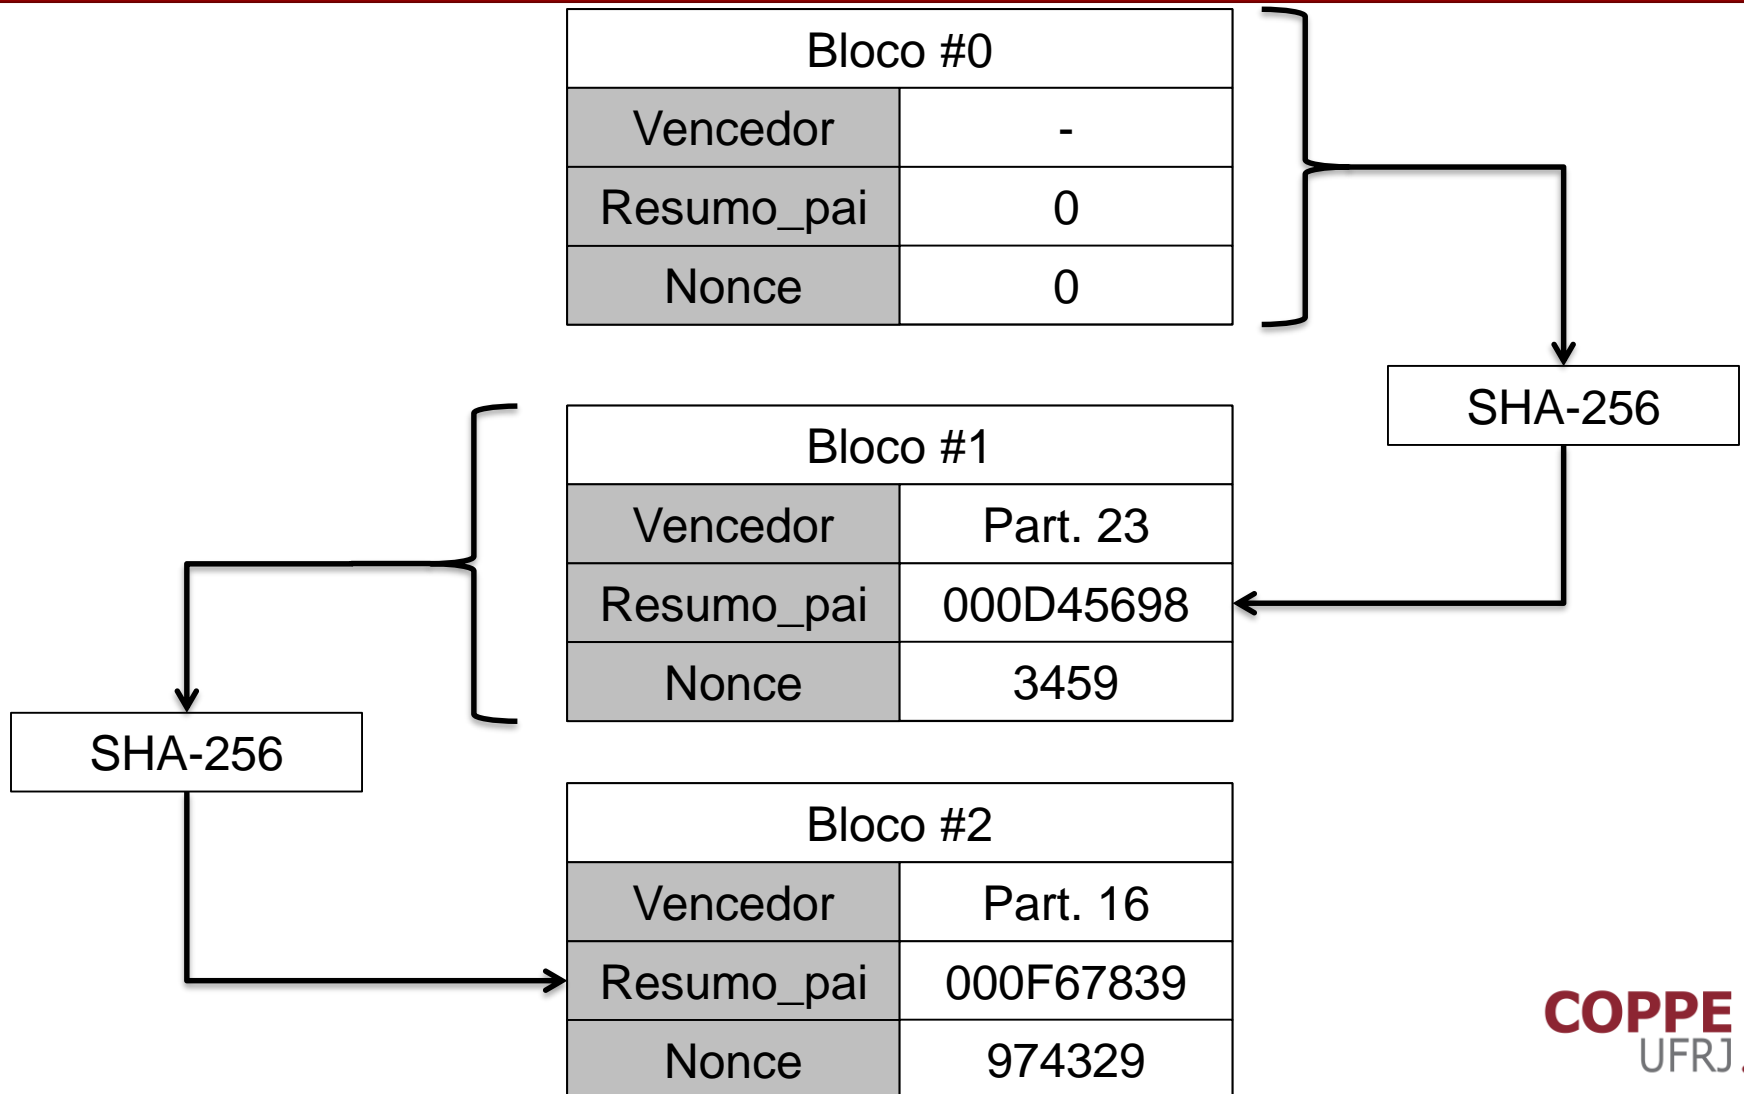 Bloco #0
Vencedor -
Resumo_pai 0
Nonce 0
SHA-256
Bloco #1
Vencedor Part. 23
Resumo_pai 000D45698
Nonce 3459
SHA-256
Bloco #2
Vencedor Part. 16
Resumo_pai 000F67839
Nonce 974329
COPPE
UFRJ